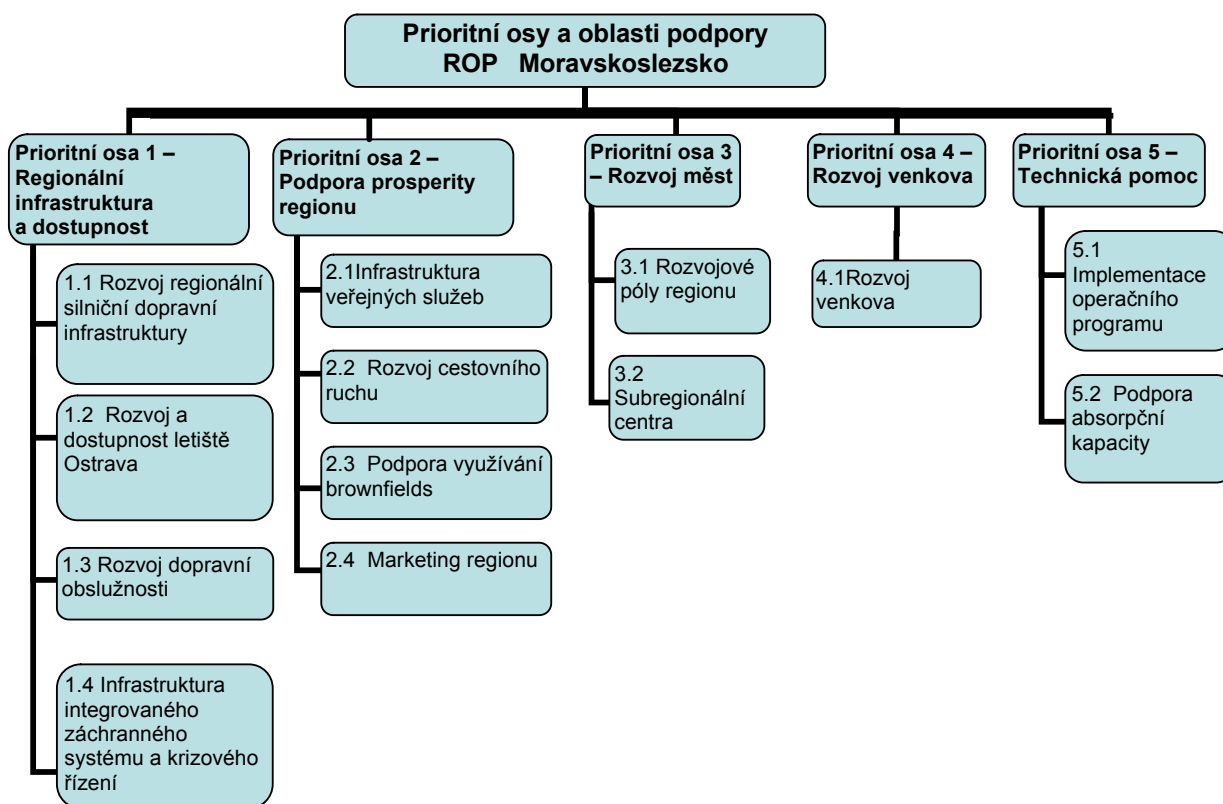 Prioritní osy a oblasti podpory
ROP Moravskoslezsko
Prioritní osa 1 –
Regionální
infrastruktura
a dostupnost
1.1 Rozvoj regionální
silniční dopravní
infrastruktury
1.2 Rozvoj a
dostupnost letiště
Ostrava
1.3 Rozvoj dopravní
obslužnosti
1.4 Infrastruktura
integrovaného
záchranného
systému a krizového
řízení
Prioritní osa 2 –
Podpora prosperity
regionu
2.1Infrastruktura
veřejných služeb
2.2 Rozvoj cestovního
ruchu
2.3 Podpora využívání
brownfields
2.4 Marketing regionu
Prioritní osa 3
– Rozvoj měst
3.1 Rozvojové
póly regionu
3.2
Subregionální
centra
Prioritní osa 4 –
Rozvoj venkova
4.1Rozvoj
venkova
Prioritní osa 5 –
Technická pomoc
5.1
Implementace
operačního
programu
5.2 Podpora
absorpční
kapacity